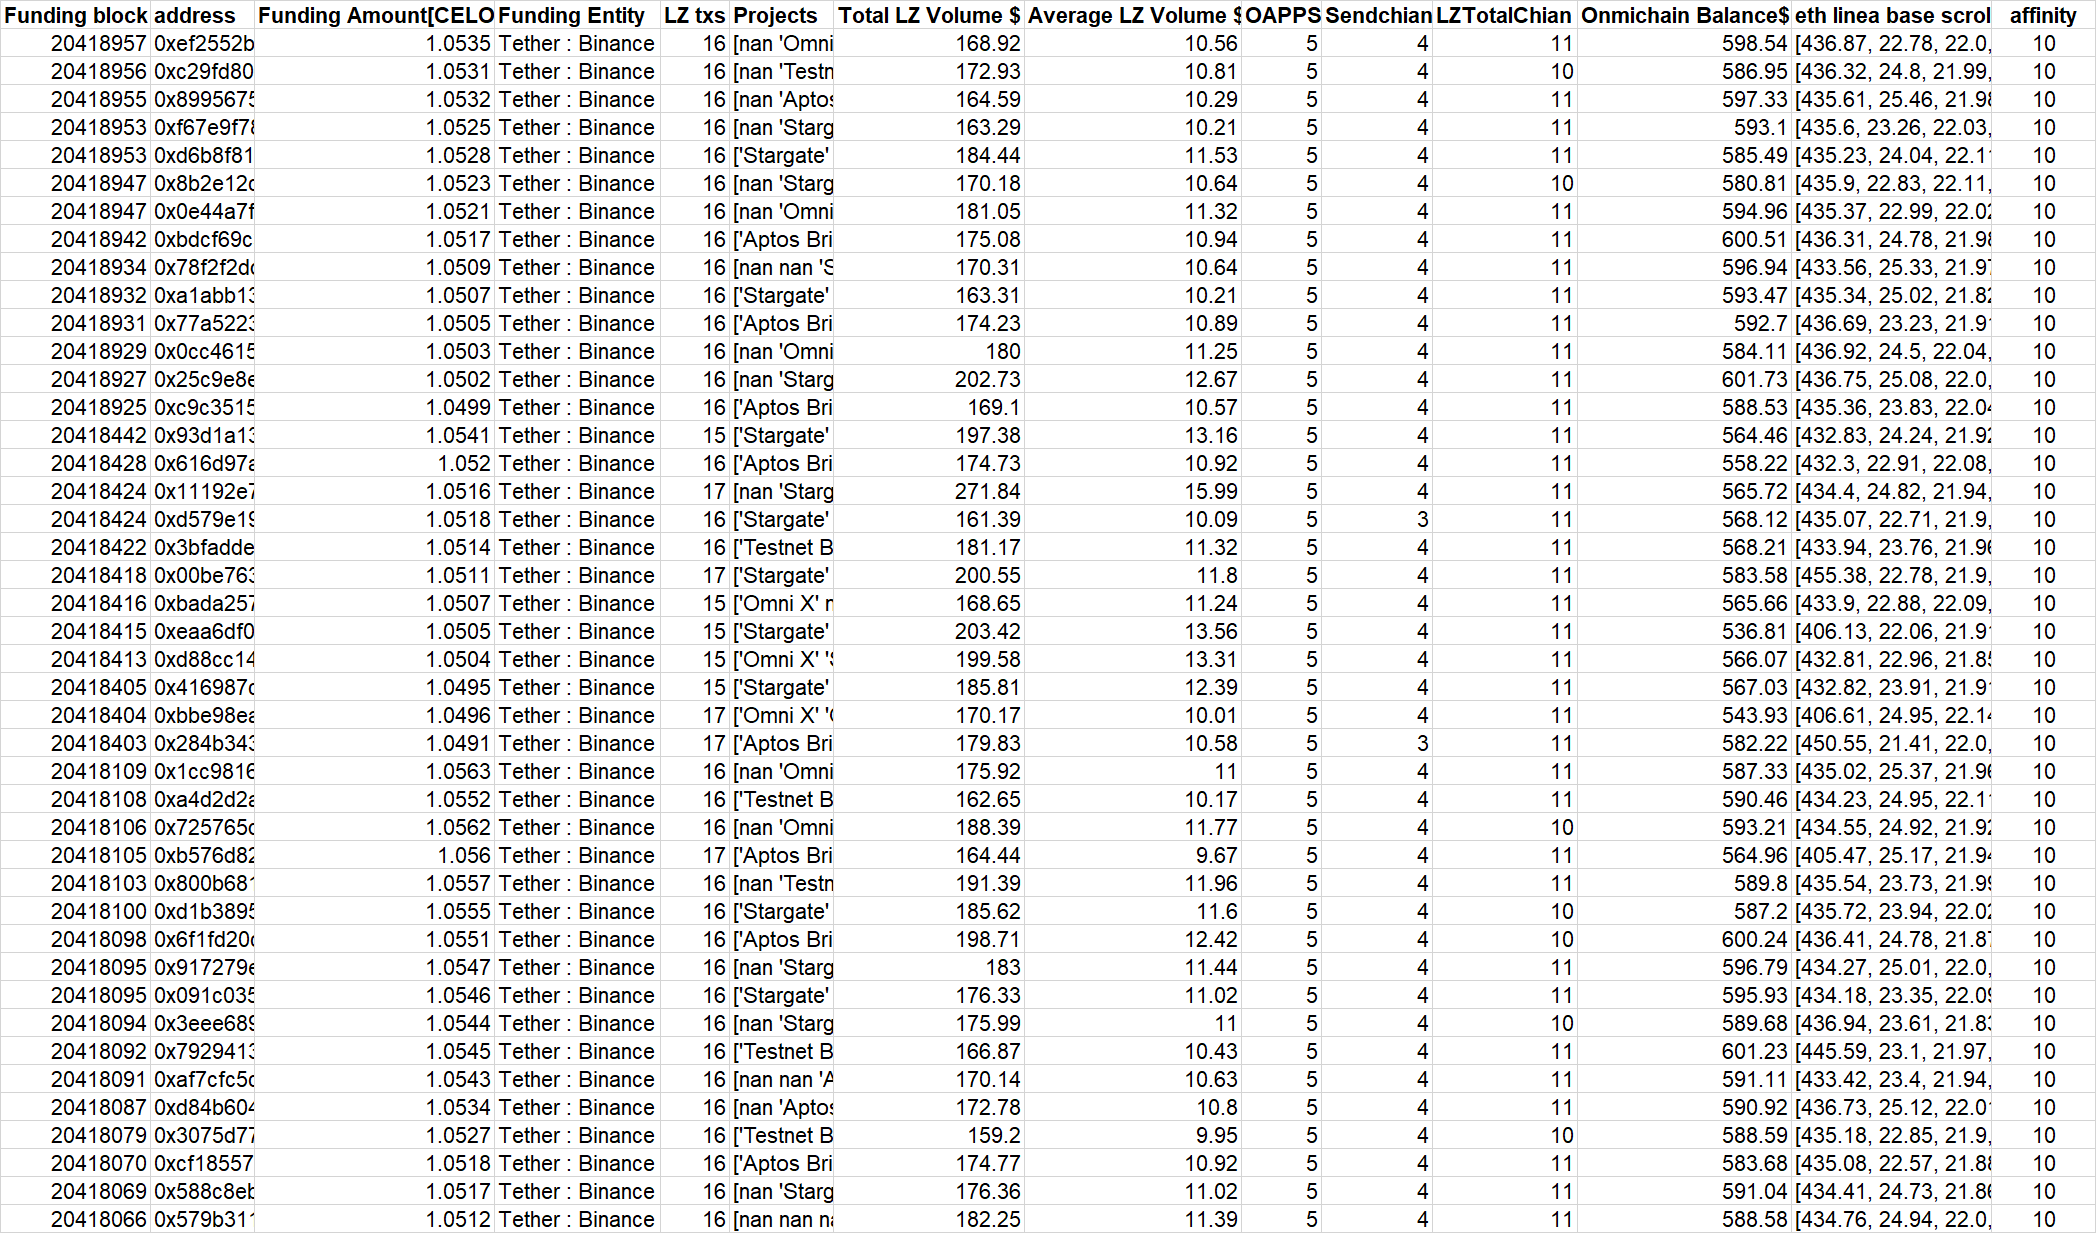 Funding block address Funding Amount[CELO Funding Entity LZ txs Projects Total LZ Volume $ Average LZ Volume $ OAPPS Sendchian LZTotalChian Onmichain Balance$ eth linea base scrol affinity
20418957 0xef2552b 1.0535 Tether : Binance 16 [nan 'Omni 168.92 10.56 5 4 11 598.54 [436.87, 22.78, 22.0, 10
20418956 0xc29fd80 1.0531 Tether : Binance 16 [nan 'Testn 172.93 10.81 5 4 10 586.95 [436.32, 24.8, 21.99, 10
20418955 0x8995675 1.0532 Tether : Binance 16 [nan 'Aptos 164.59 10.29 5 4 11 597.33 [435.61, 25.46, 21.98 10
20418953 0xf67e9f78 1.0525 Tether : Binance 16 [nan 'Starg 163.29 10.21 5 4 11 593.1 [435.6, 23.26, 22.03, 10
20418953 0xd6b8f81 1.0528 Tether : Binance 16 ['Stargate' 184.44 11.53 5 4 11 585.49 [435.23, 24.04, 22.11 10
20418947 0x8b2e12c 1.0523 Tether : Binance 16 [nan 'Starg 170.18 10.64 5 4 10 580.81 [435.9, 22.83, 22.11, 10
20418947 0x0e44a7f 1.0521 Tether : Binance 16 [nan 'Omni 181.05 11.32 5 4 11 594.96 [435.37, 22.99, 22.02 10
20418942 0xbdcf69c 1.0517 Tether : Binance 16 ['Aptos Bri 175.08 10.94 5 4 11 600.51 [436.31, 24.78, 21.98 10
20418934 0x78f2f2dc 1.0509 Tether : Binance 16 [nan nan 'S 170.31 10.64 5 4 11 596.94 [433.56, 25.33, 21.97 10
20418932 0xa1abb13 1.0507 Tether : Binance 16 ['Stargate' 163.31 10.21 5 4 11 593.47 [435.34, 25.02, 21.82 10
20418931 0x77a5223 1.0505 Tether : Binance 16 ['Aptos Bri 174.23 10.89 5 4 11 592.7 [436.69, 23.23, 21.91 10
20418929 0x0cc4615 1.0503 Tether : Binance 16 [nan 'Omni 180 11.25 5 4 11 584.11 [436.92, 24.5, 22.04, 10
20418927 0x25c9e8e 1.0502 Tether : Binance 16 [nan 'Starg 202.73 12.67 5 4 11 601.73 [436.75, 25.08, 22.0, 10
20418925 0xc9c3515 1.0499 Tether : Binance 16 ['Aptos Bri 169.1 10.57 5 4 11 588.53 [435.36, 23.83, 22.04 10
20418442 0x93d1a13 1.0541 Tether : Binance 15 ['Stargate' 197.38 13.16 5 4 11 564.46 [432.83, 24.24, 21.92 10
20418428 0x616d97a 1.052 Tether : Binance 16 ['Aptos Bri 174.73 10.92 5 4 11 558.22 [432.3, 22.91, 22.08, 10
20418424 0x11192e7 1.0516 Tether : Binance 17 [nan 'Starg 271.84 15.99 5 4 11 565.72 [434.4, 24.82, 21.94, 10
20418424 0xd579e19 1.0518 Tether : Binance 16 ['Stargate' 161.39 10.09 5 3 11 568.12 [435.07, 22.71, 21.9, 10
20418422 0x3bfadde 1.0514 Tether : Binance 16 ['Testnet B 181.17 11.32 5 4 11 568.21 [433.94, 23.76, 21.96 10
20418418 0x00be763 1.0511 Tether : Binance 17 ['Stargate' 200.55 11.8 5 4 11 583.58 [455.38, 22.78, 21.9, 10
20418416 0xbada257 1.0507 Tether : Binance 15 ['Omni X' n 168.65 11.24 5 4 11 565.66 [433.9, 22.88, 22.09, 10
20418415 0xeaa6df0 1.0505 Tether : Binance 15 ['Stargate' 203.42 13.56 5 4 11 536.81 [406.13, 22.06, 21.91 10
20418413 0xd88cc14 1.0504 Tether : Binance 15 ['Omni X' 'S 199.58 13.31 5 4 11 566.07 [432.81, 22.96, 21.85 10
20418405 0x416987c 1.0495 Tether : Binance 15 ['Stargate' 185.81 12.39 5 4 11 567.03 [432.82, 23.91, 21.91 10
20418404 0xbbe98ea 1.0496 Tether : Binance 17 ['Omni X' 170.17 10.01 5 4 11 543.93 [406.61, 24.95, 22.14 10
20418403 0x284b343 1.0491 Tether : Binance 17 ['Aptos Bri 179.83 10.58 5 3 11 582.22 [450.55, 21.41, 22.0, 10
20418109 0x1cc9816 1.0563 Tether : Binance 16 [nan 'Omni 175.92 11 5 4 11 587.33 [435.02, 25.37, 21.96 10
20418108 0xa4d2d2a 1.0552 Tether : Binance 16 ['Testnet B 162.65 10.17 5 4 11 590.46 [434.23, 24.95, 22.11 10
20418106 0x725765c 1.0562 Tether : Binance 16 [nan 'Omni 188.39 11.77 5 4 10 593.21 [434.55, 24.92, 21.92 10
20418105 0xb576d82 1.056 Tether : Binance 17 ['Aptos Bri 164.44 9.67 5 4 11 564.96 [405.47, 25.17, 21.94 10
20418103 0x800b681 1.0557 Tether : Binance 16 [nan 'Testn 191.39 11.96 5 4 11 589.8 [435.54, 23.73, 21.99 10
20418100 0xd1b3895 1.0555 Tether : Binance 16 ['Stargate' 185.62 11.6 5 4 10 587.2 [435.72, 23.94, 22.02 10
20418098 0x6f1fd20c 1.0551 Tether : Binance 16 ['Aptos Bri 198.71 12.42 5 4 10 600.24 [436.41, 24.78, 21.87 10
20418095 0x917279e 1.0547 Tether : Binance 16 [nan 'Starg 183 11.44 5 4 11 596.79 [434.27, 25.01, 22.0, 10
20418095 0x091c035 1.0546 Tether : Binance 16 ['Stargate' 176.33 11.02 5 4 11 595.93 [434.18, 23.35, 22.09 10
20418094 0x3eee689 1.0544 Tether : Binance 16 [nan 'Starg 175.99 11 5 4 10 589.68 [436.94, 23.61, 21.83 10
20418092 0x7929413 1.0545 Tether : Binance 16 ['Testnet B 166.87 10.43 5 4 11 601.23 [445.59, 23.1, 21.97, 10
20418091 0xaf7cfc5c 1.0543 Tether : Binance 16 [nan nan 'A 170.14 10.63 5 4 11 591.11 [433.42, 23.4, 21.94, 10
20418087 0xd84b604 1.0534 Tether : Binance 16 [nan 'Aptos 172.78 10.8 5 4 11 590.92 [436.73, 25.12, 22.01 10
20418079 0x3075d77 1.0527 Tether : Binance 16 ['Testnet B 159.2 9.95 5 4 10 588.59 [435.18, 22.85, 21.9, 10
20418070 0xcf18557 1.0518 Tether : Binance 16 ['Aptos Bri 174.77 10.92 5 4 11 583.68 [435.08, 22.57, 21.88 10
20418069 0x588c8eb 1.0517 Tether : Binance 16 [nan 'Starg 176.36 11.02 5 4 11 591.04 [434.41, 24.73, 21.86 10
20418066 0x579b311 1.0512 Tether : Binance 16 [nan nan na 182.25 11.39 5 4 11 588.58 [434.76, 24.94, 22.0, 10